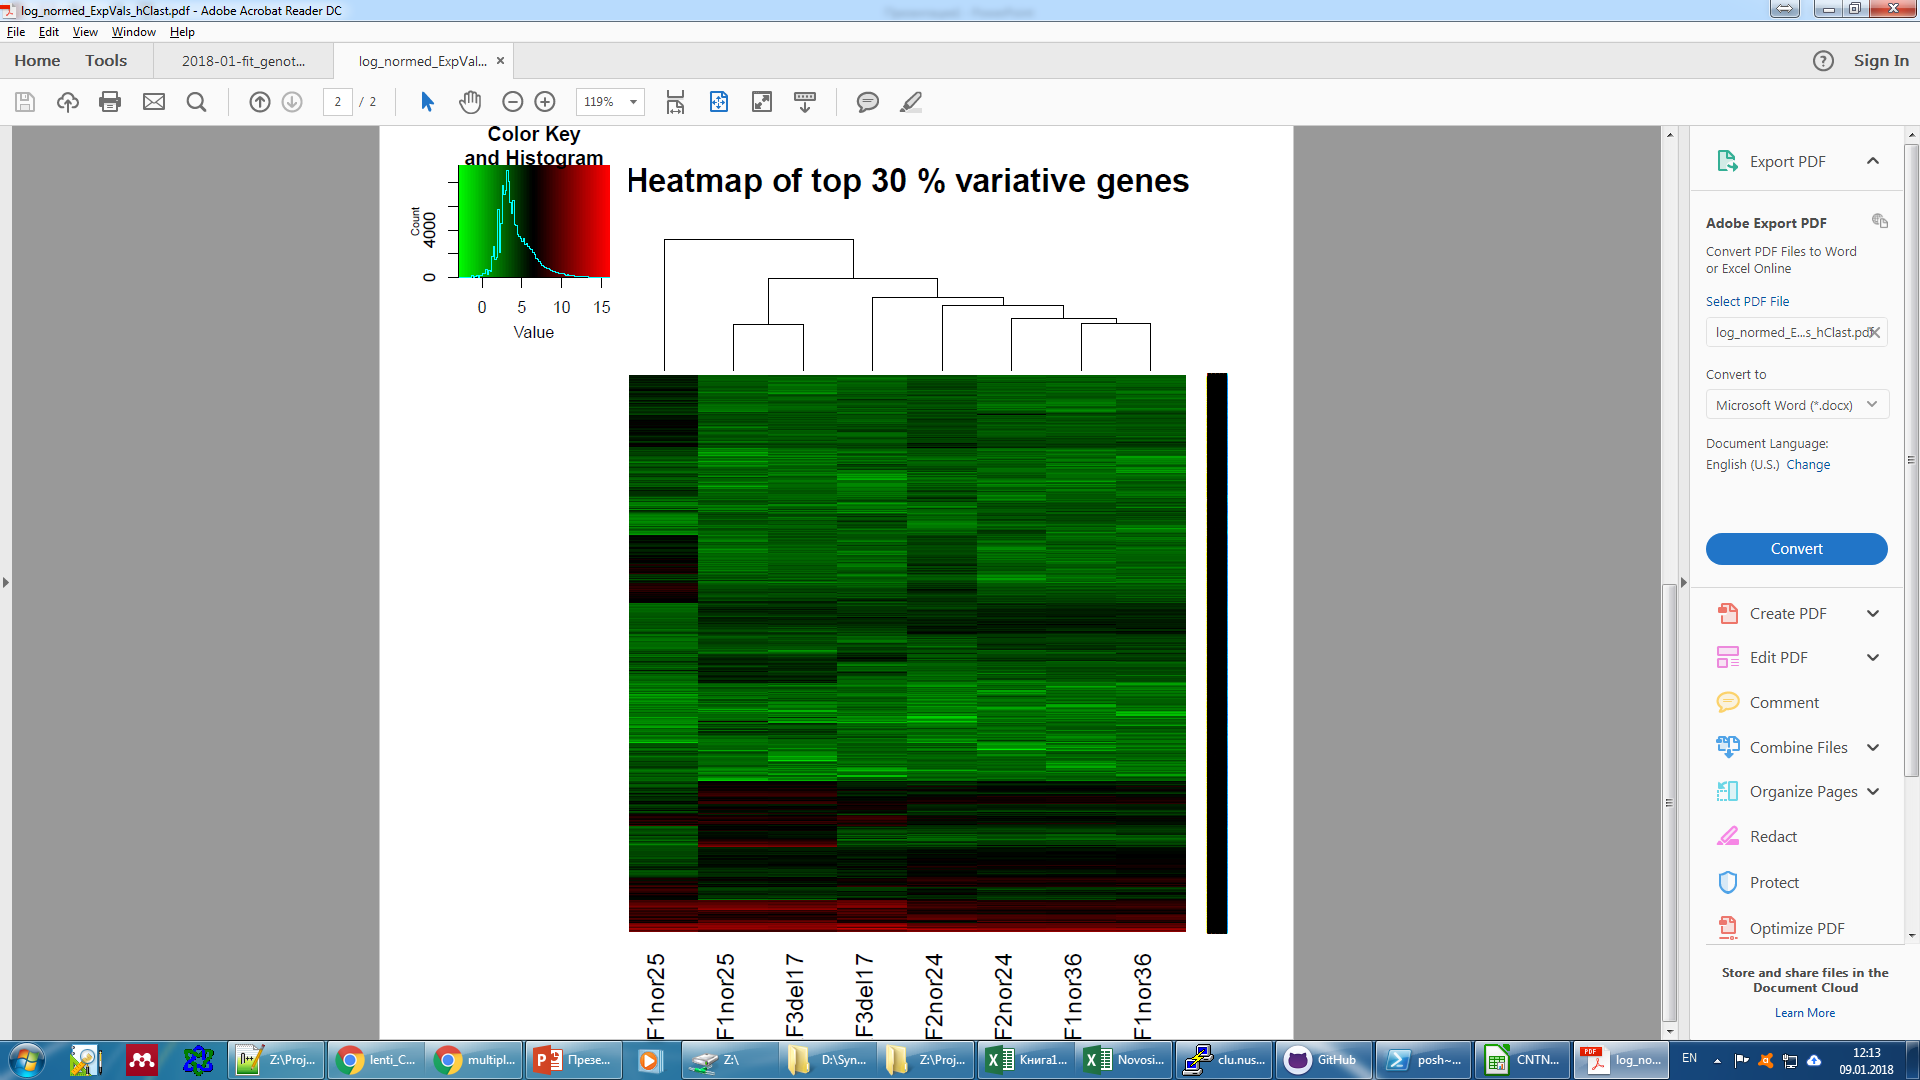 log_normed_ExpVals_hClast.pdf - Adobe Acrobat Reader DC
File Edit View Window Help
Home Tools 2018-01-fit_genot... log_normed_ExpVal... × Sign In
2 / 2 119%
Color Key
and Histogram
Count
0 4000
0 5 10 15
Value
Heatmap of top 30 % variative genes
F1nor25 F1nor25 F3del17 F3del17 F2nor24 F2nor24 F1nor36 F1nor36
Export PDF
Adobe Export PDF
Convert PDF Files to Word
or Excel Online
Select PDF File
log_normed_E...s_hClast.pdf
Convert to
Microsoft Word (*.docx)
Document Language:
English (U.S.) Change
Convert
Create PDF
Edit PDF
Comment
Combine Files
Organize Pages
Redact
Protect
Optimize PDF
Store and share files in the
Document Cloud
Learn More
Z:\Proj... lenti_C... multipl... Презе... Z:\ D:\Syn... Z:\Proj... Книга1... Novosi... clu.nus... GitHub posh~... CNTN... log_no... EN
12:13
09.01.2018